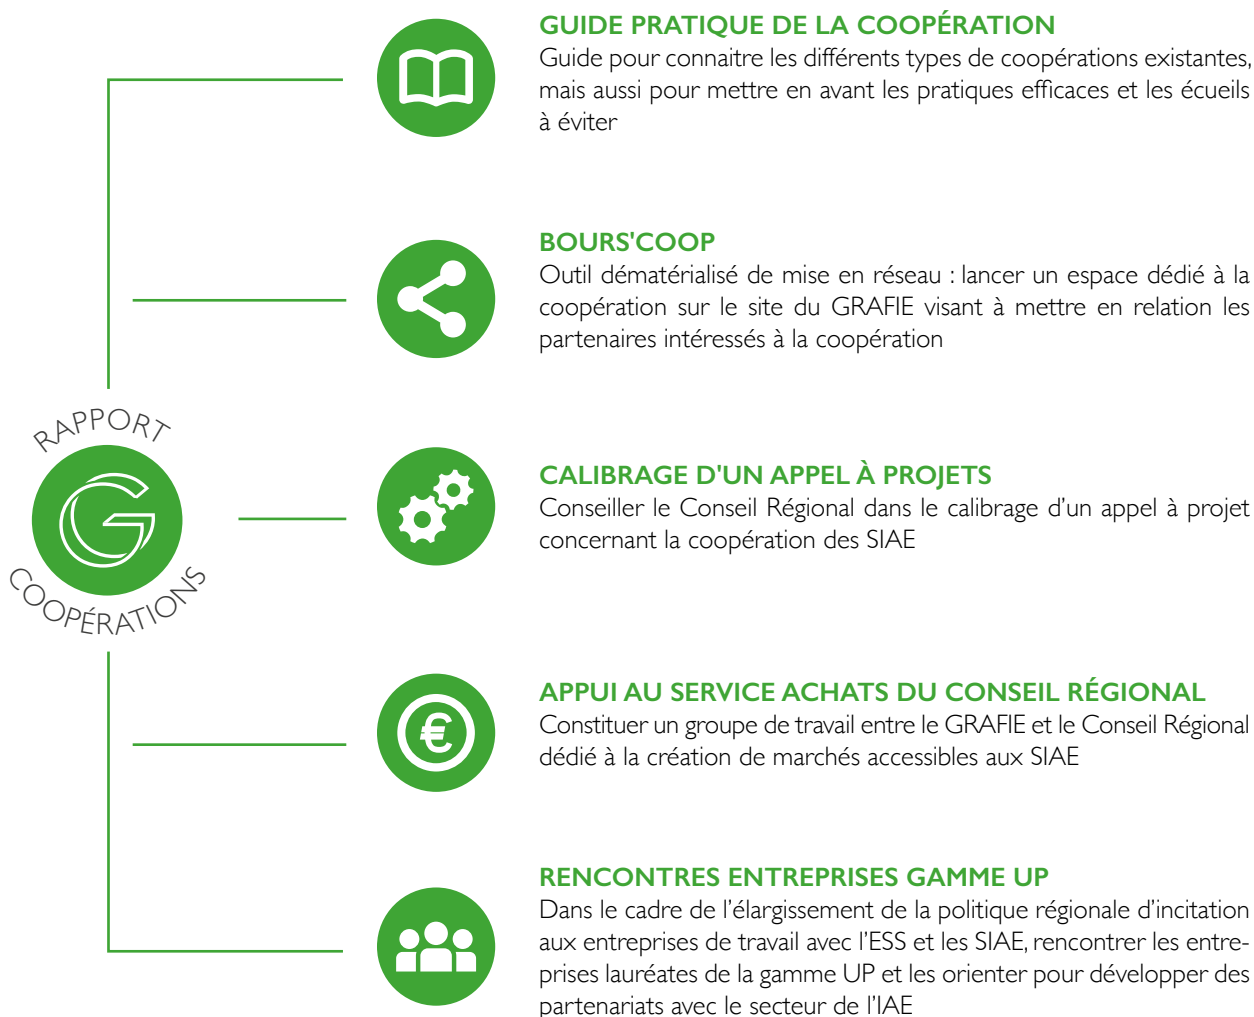 GUIDE PRATIQUE DE LA COOPÉRATION
Guide pour connaitre les différents types de coopérations existantes,
mais aussi pour mettre en avant les pratiques efficaces et les écueils
à éviter
BOURS'COOP
Outil dématérialisé de mise en réseau : lancer un espace dédié à la
coopération sur le site du GRAFIE visant à mettre en relation les
partenaires intéressés à la coopération
RAPPORT
G
COOPÉRATIONS
CALIBRAGE D'UN APPEL À PROJETS
Conseiller le Conseil Régional dans le calibrage d’un appel à projet
concernant la coopération des SIAE
APPUI AU SERVICE ACHATS DU CONSEIL RÉGIONAL
€
Constituer un groupe de travail entre le GRAFIE et le Conseil Régional
dédié à la création de marchés accessibles aux SIAE
RENCONTRES ENTREPRISES GAMME UP
Dans le cadre de l’élargissement de la politique régionale d’incitation
aux entreprises de travail avec l’ESS et les SIAE, rencontrer les entre-
prises lauréates de la gamme UP et les orienter pour développer des
partenariats avec le secteur de l’IAE